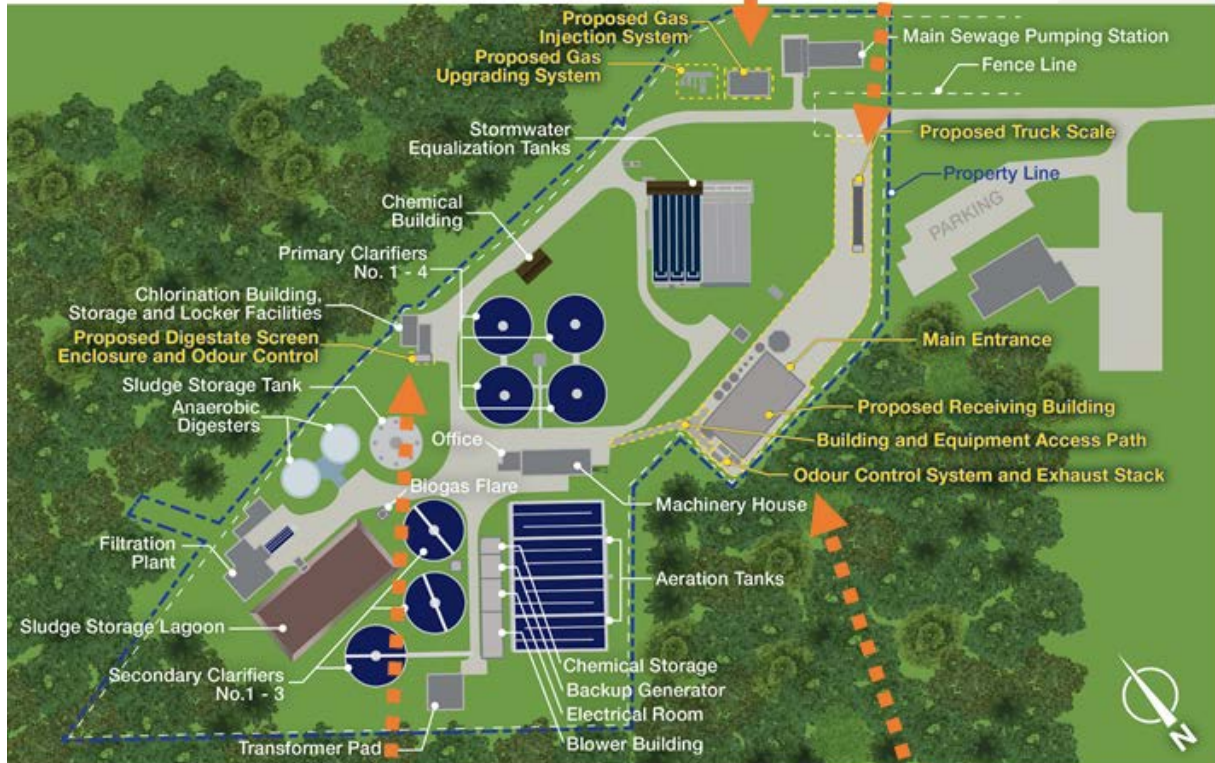 Proposed Gas
Injection System
Proposed Gas
Upgrading System
Main Sewage Pumping Station
Fence Line
Stormwater
Equalization Tanks
Proposed Truck Scale
Property Line
PARKING
Chemical
Building
Primary Clarifiers
No. 1 - 4
Chlorination Building,
Storage and Locker Facilities
Proposed Digestate Screen
Enclosure and Odour Control
Main Entrance
Sludge Storage Tank
Anaerobic
Digesters
Proposed Receiving Building
Office
Building and Equipment Access Path
Odour Control System and Exhaust Stack
Biogas Flare
Machinery House
Filtration
Plant
Aeration Tanks
Sludge Storage Lagoon
Secondary Clarifiers
No.1 - 3
Chemical Storage
Backup Generator
Electrical Room
Blower Building
Transformer Pad
N